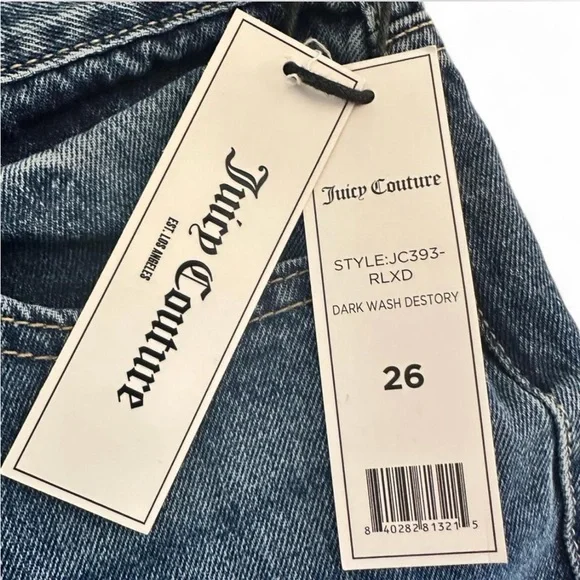 Juicy Couture
EST. LOS ANGELES
Juicy Couture
STYLE:JC393-
RLXD
DARK WASH DESTORY
26
8 40282 81321 5